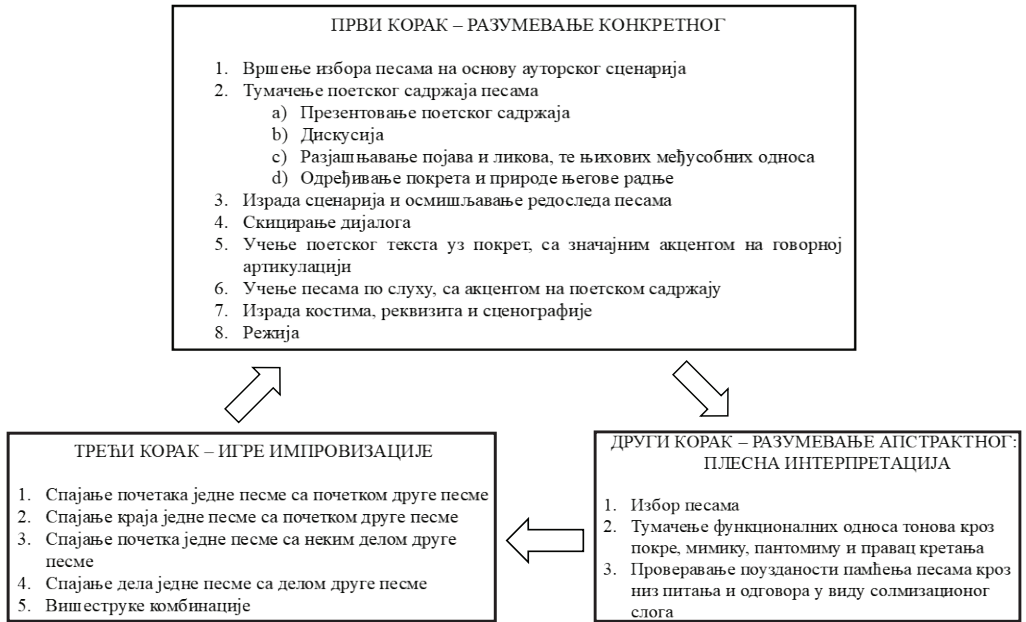 ПРВИ КОРАК – РАЗУМЕВАЊЕ КОНКРЕТНОГ
1. Вршење избора песама на основу ауторског сценарија
2. Тумачење поетског садржаја песама
a) Презентовање поетског садржаја
b) Дискусија
c) Разјашњавање појава и ликова, те њихових међусобних односа
d) Одређивање покрета и природе његове радње
3. Израда сценарија и осмишљавање редоследа песама
4. Скицирање дијалога
5. Учење поетског текста уз покрет, са значајним акцентом на говорној
артикулацији
6. Учење песама по слуху, са акцентом на поетском садржају
7. Израда костима, реквизита и сценографије
8. Режија
ДРУГИ КОРАК – РАЗУМЕВАЊЕ АПСТРАКТНОГ:
ПЛЕСНА ИНТЕРПРЕТАЦИЈА
1. Избор песама
2. Тумачење функционалних односа тонова кроз
покре, мимику, пантомиму и правац кретања
3. Проверавање поузданости памћења песама кроз
низ питања и одговора у виду солмизационог
слога
ТРЕЋИ КОРАК – ИГРЕ ИМПРОВИЗАЦИЈЕ
1. Спајање почетака једне песме са почетком друге песме
2. Спајање краја једне песме са почетком друге песме
3. Спајање почетка једне песме са неким делом друге
песме
4. Спајање дела једне песме са делом друге песме
5. Вишеструке комбинације